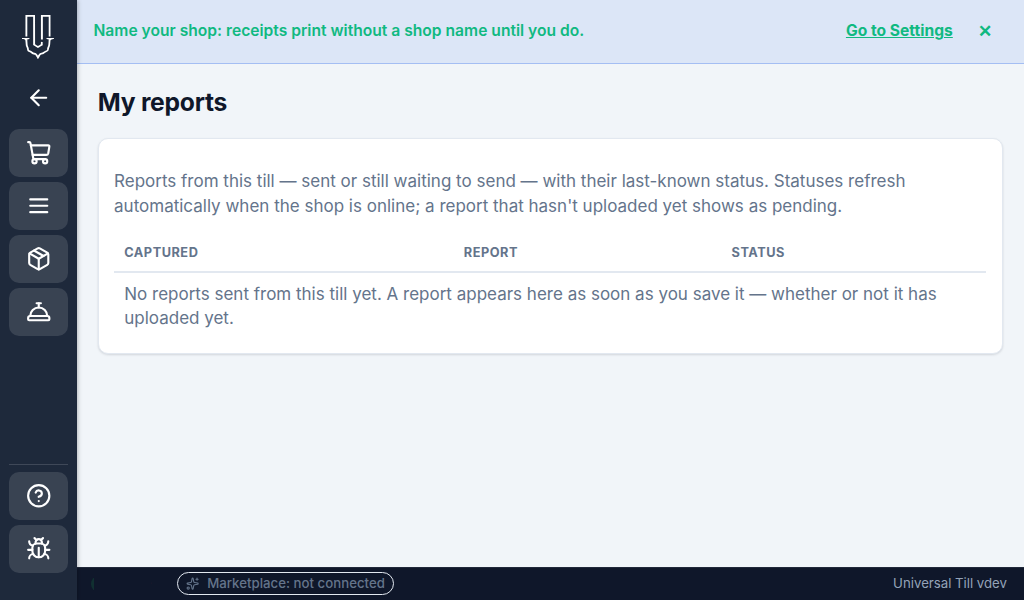 Name your shop: receipts print without a shop name until you do.
Go to Settings
My reports
Reports from this till — sent or still waiting to send — with their last-known status. Statuses refresh
automatically when the shop is online; a report that hasn't uploaded yet shows as pending.
CAPTURED REPORT STATUS
No reports sent from this till yet. A report appears here as soon as you save it — whether or not it has
uploaded yet.
Marketplace: not connected
Universal Till vdev